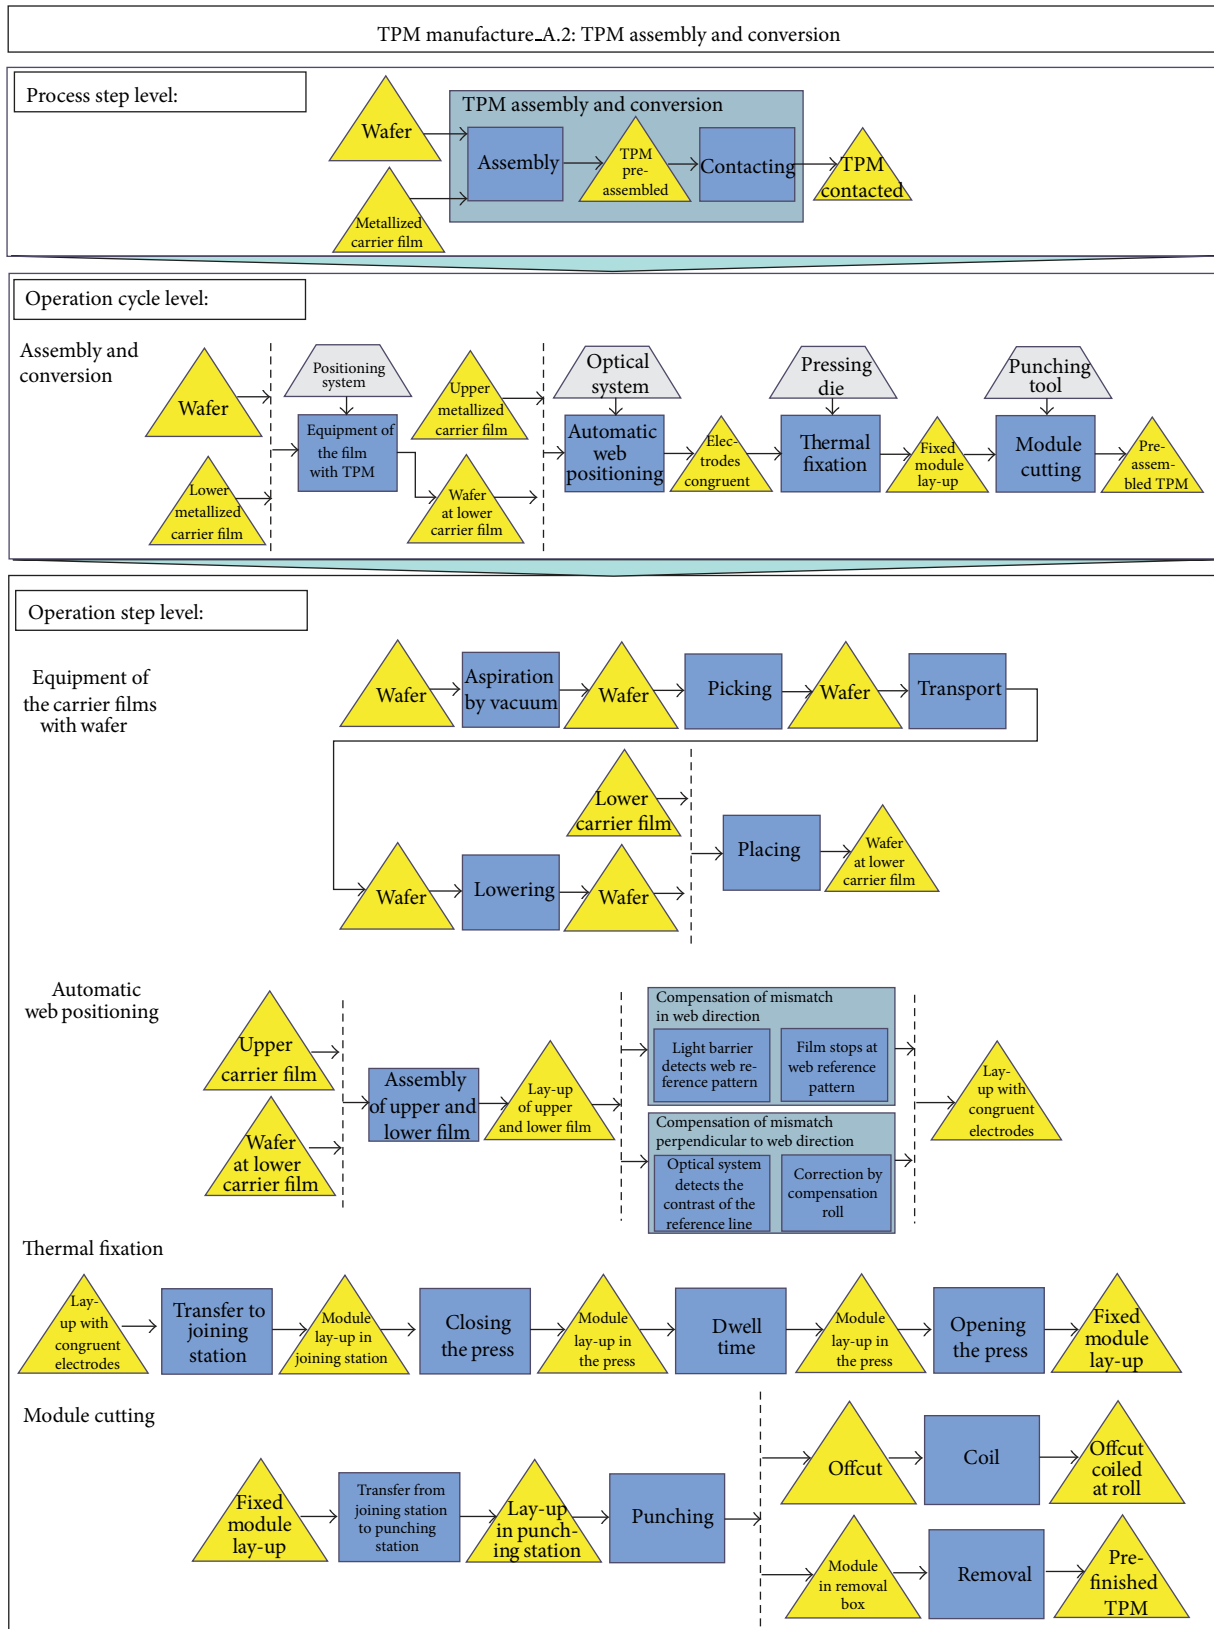 TPM manufacture_A.2: TPM assembly and conversion
Process step level:
TPM assembly and conversion
Wafer
Assembly
TPM
pre-
assembled
Contacting
TPM
contacted
Metallized
carrier film
Operation cycle level:
Assembly and
conversion
Wafer
Lower
metallized
carrier film
Positioning
system
Equipment of
the film
with TPM
Upper
metallized
carrier film
Wafer
at lower
carrier film
Optical
system
Automatic
web
positioning
Elec-
trodes
congruent
Pressing
die
Thermal
fixation
Fixed
module
lay-up
Punching
tool
Module
cutting
Pre-
assem-
bled TPM
Operation step level:
Equipment of
the carrier films
with wafer
Wafer
Aspiration
by vacuum
Wafer
Picking
Wafer
Transport
Lower
carrier film
Wafer
Lowering
Wafer
Placing
Wafer
at lower
carrier film
Automatic
web positioning
Upper
carrier film
Wafer
at lower
carrier film
Assembly
of upper and
lower film
Lay-up
of upper
and lower film
Compensation of mismatch
in web direction
Light barrier
detects web re-
ference pattern
Film stops at
web reference
pattern
Compensation of mismatch
perpendicular to web direction
Optical system
detects the
contrast of the
reference line
Correction by
compensation
roll
Lay-
up with
congruent
electrodes
Thermal fixation
Lay-
up with
congruent
electrodes
Transfer to
joining
station
Module
lay-up in
joining station
Closing
the press
Module
lay-up in
the press
Dwell
time
Module
lay-up in
the press
Opening
the press
Fixed
module
lay-up
Module cutting
Fixed
module
lay-up
Transfer from
joining station
to punching
station
Lay-up
in punch-
ing station
Punching
Offcut
Coil
Offcut
coiled
at roll
Module
in removal
box
Removal
Pre-
finished
TPM